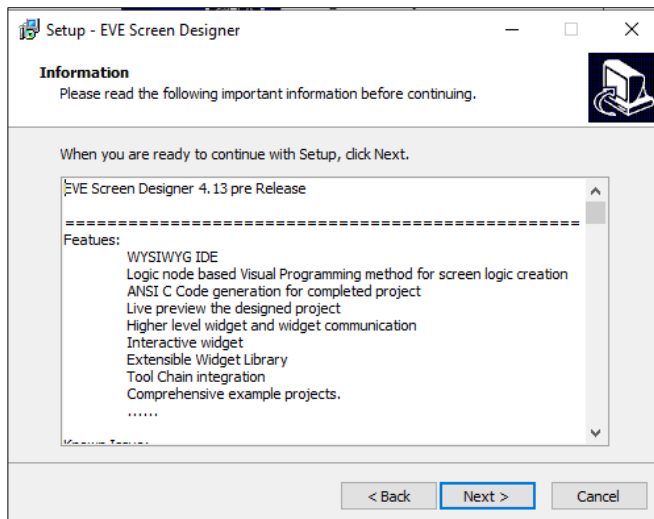 Setup - EVE Screen Designer
Information
Please read the following important information before continuing.
When you are ready to continue with Setup, click Next.
EVE Screen Designer 4.13 pre Release
==================================================
Featues:
WYSIWYG IDE
Logic node based Visual Programming method for screen logic creation
ANSI C Code generation for completed project
Live preview the designed project
Higher level widget and widget communication
Interactive widget
Extensible Widget Library
Tool Chain integration
Comprehensive example projects.
......
< Back
Next >
Cancel